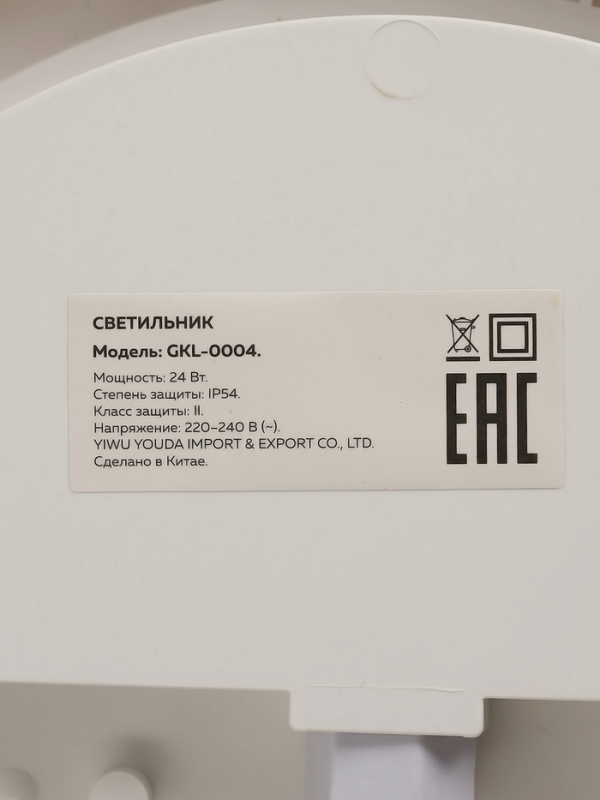 СВЕТИЛЬНИК
Модель: GKL-0004.
Мощность: 24 Вт.
Степень защиты: IP54.
Класс защиты: II.
Напряжение: 220-240 В (~).
YIWU YOUDA IMPORT & EXPORT CO., LTD.
Сделано в Китае.
EAC